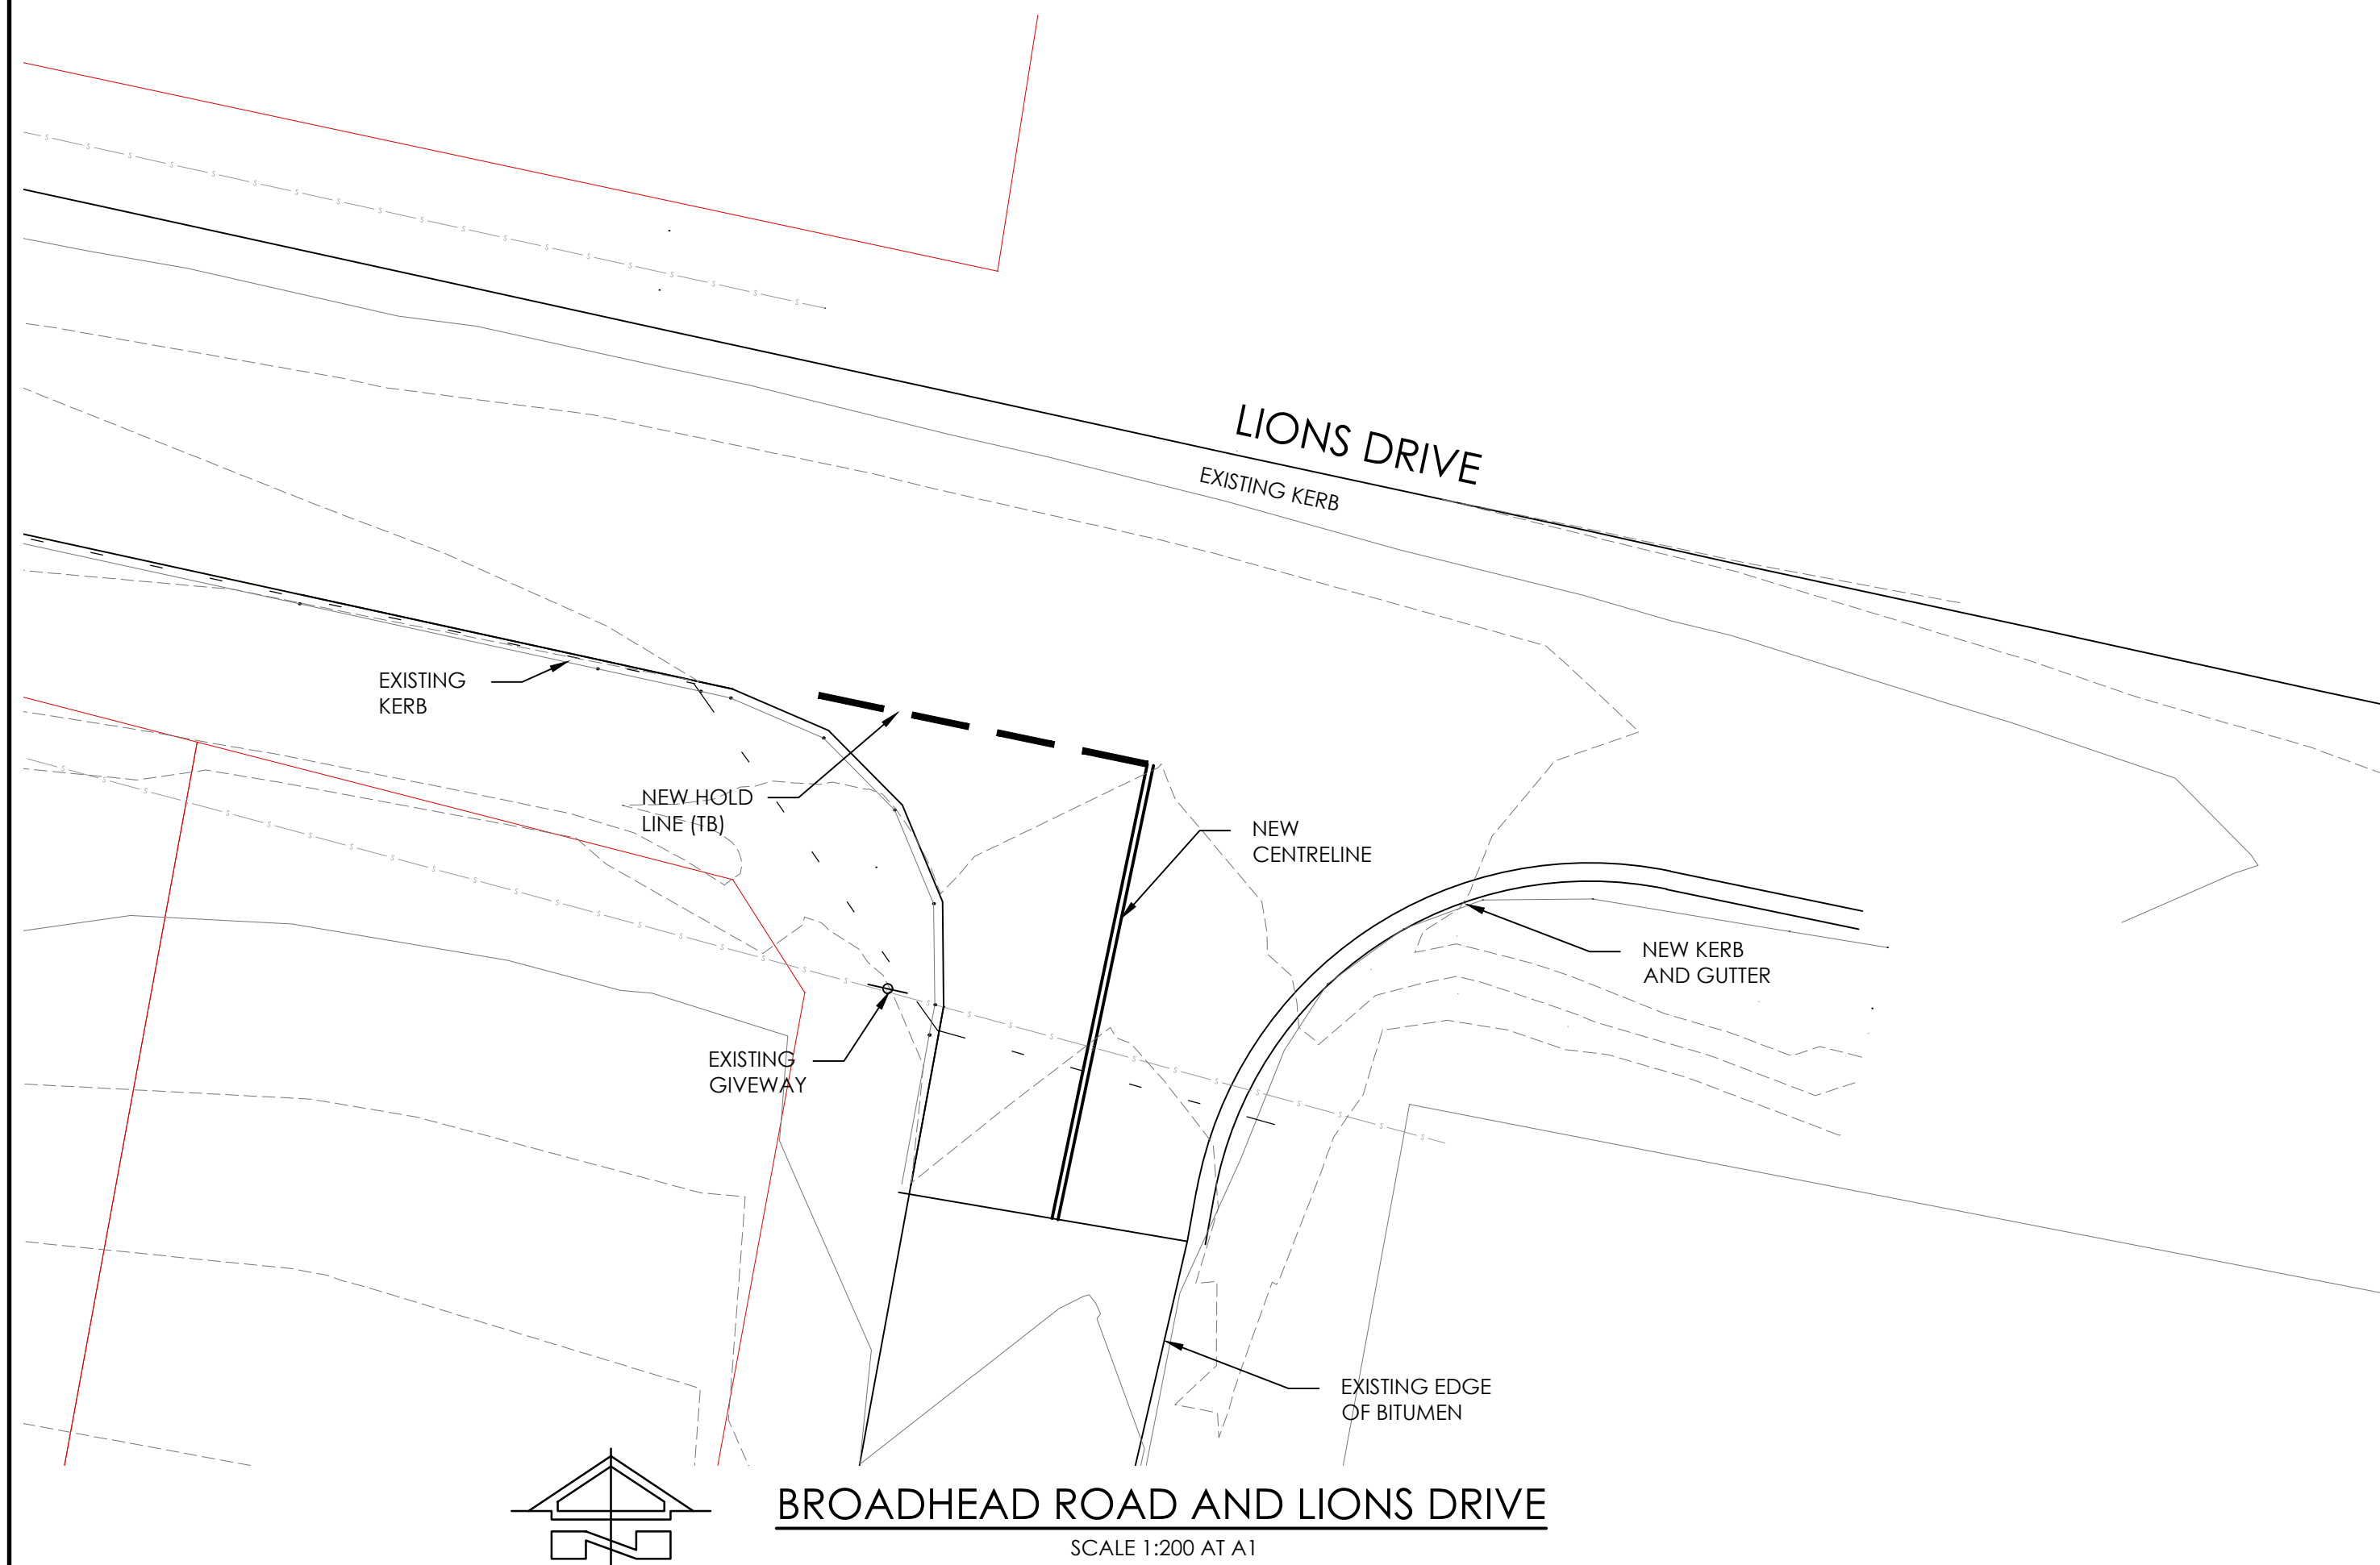 LIONS DRIVE
EXISTING KERB
EXISTING
KERB
NEW HOLD
LINE (TB)
NEW
CENTRELINE
NEW KERB
AND GUTTER
EXISTING
GIVEWAY
EXISTING EDGE
OF BITUMEN
BROADHEAD ROAD AND LIONS DRIVE
SCALE 1:200 AT A1